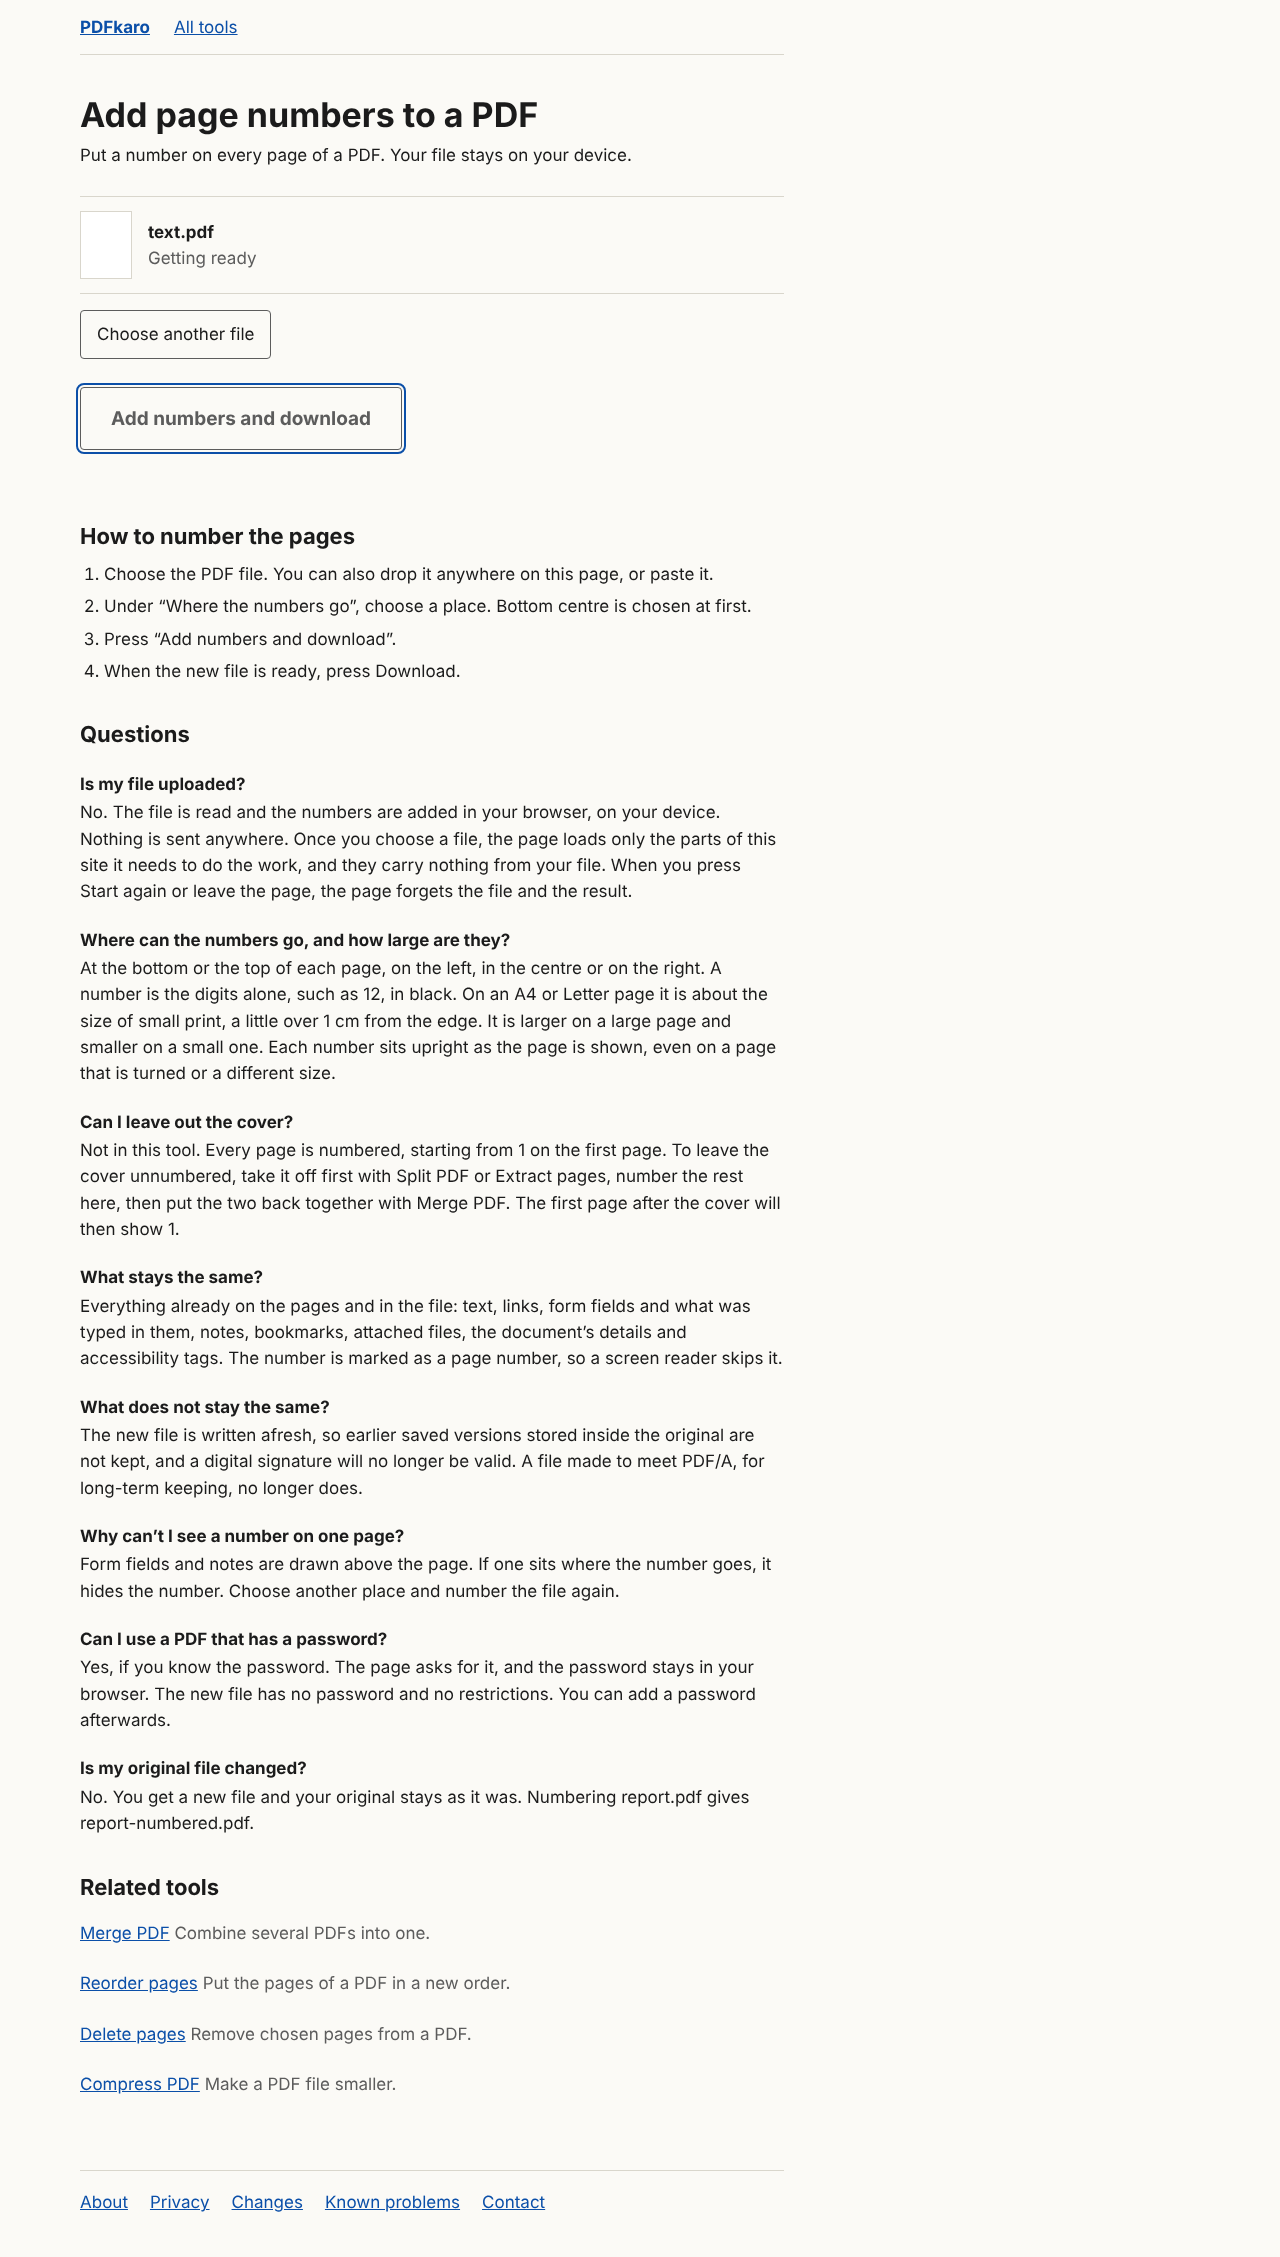 PDFkaro All tools
Add page numbers to a PDF
Put a number on every page of a PDF. Your file stays on your device.
text.pdf
Getting ready
Choose another file
Add numbers and download
How to number the pages
1. Choose the PDF file. You can also drop it anywhere on this page, or paste it.
2. Under “Where the numbers go”, choose a place. Bottom centre is chosen at first.
3. Press “Add numbers and download”.
4. When the new file is ready, press Download.
Questions
Is my file uploaded?
No. The file is read and the numbers are added in your browser, on your device.
Nothing is sent anywhere. Once you choose a file, the page loads only the parts of this
site it needs to do the work, and they carry nothing from your file. When you press
Start again or leave the page, the page forgets the file and the result.
Where can the numbers go, and how large are they?
At the bottom or the top of each page, on the left, in the centre or on the right. A
number is the digits alone, such as 12, in black. On an A4 or Letter page it is about the
size of small print, a little over 1 cm from the edge. It is larger on a large page and
smaller on a small one. Each number sits upright as the page is shown, even on a page
that is turned or a different size.
Can I leave out the cover?
Not in this tool. Every page is numbered, starting from 1 on the first page. To leave the
cover unnumbered, take it off first with Split PDF or Extract pages, number the rest
here, then put the two back together with Merge PDF. The first page after the cover will
then show 1.
What stays the same?
Everything already on the pages and in the file: text, links, form fields and what was
typed in them, notes, bookmarks, attached files, the document’s details and
accessibility tags. The number is marked as a page number, so a screen reader skips it.
What does not stay the same?
The new file is written afresh, so earlier saved versions stored inside the original are
not kept, and a digital signature will no longer be valid. A file made to meet PDF/A, for
long-term keeping, no longer does.
Why can’t I see a number on one page?
Form fields and notes are drawn above the page. If one sits where the number goes, it
hides the number. Choose another place and number the file again.
Can I use a PDF that has a password?
Yes, if you know the password. The page asks for it, and the password stays in your
browser. The new file has no password and no restrictions. You can add a password
afterwards.
Is my original file changed?
No. You get a new file and your original stays as it was. Numbering report.pdf gives
report-numbered.pdf.
Related tools
Merge PDF Combine several PDFs into one.
Reorder pages Put the pages of a PDF in a new order.
Delete pages Remove chosen pages from a PDF.
Compress PDF Make a PDF file smaller.
About Privacy Changes Known problems Contact